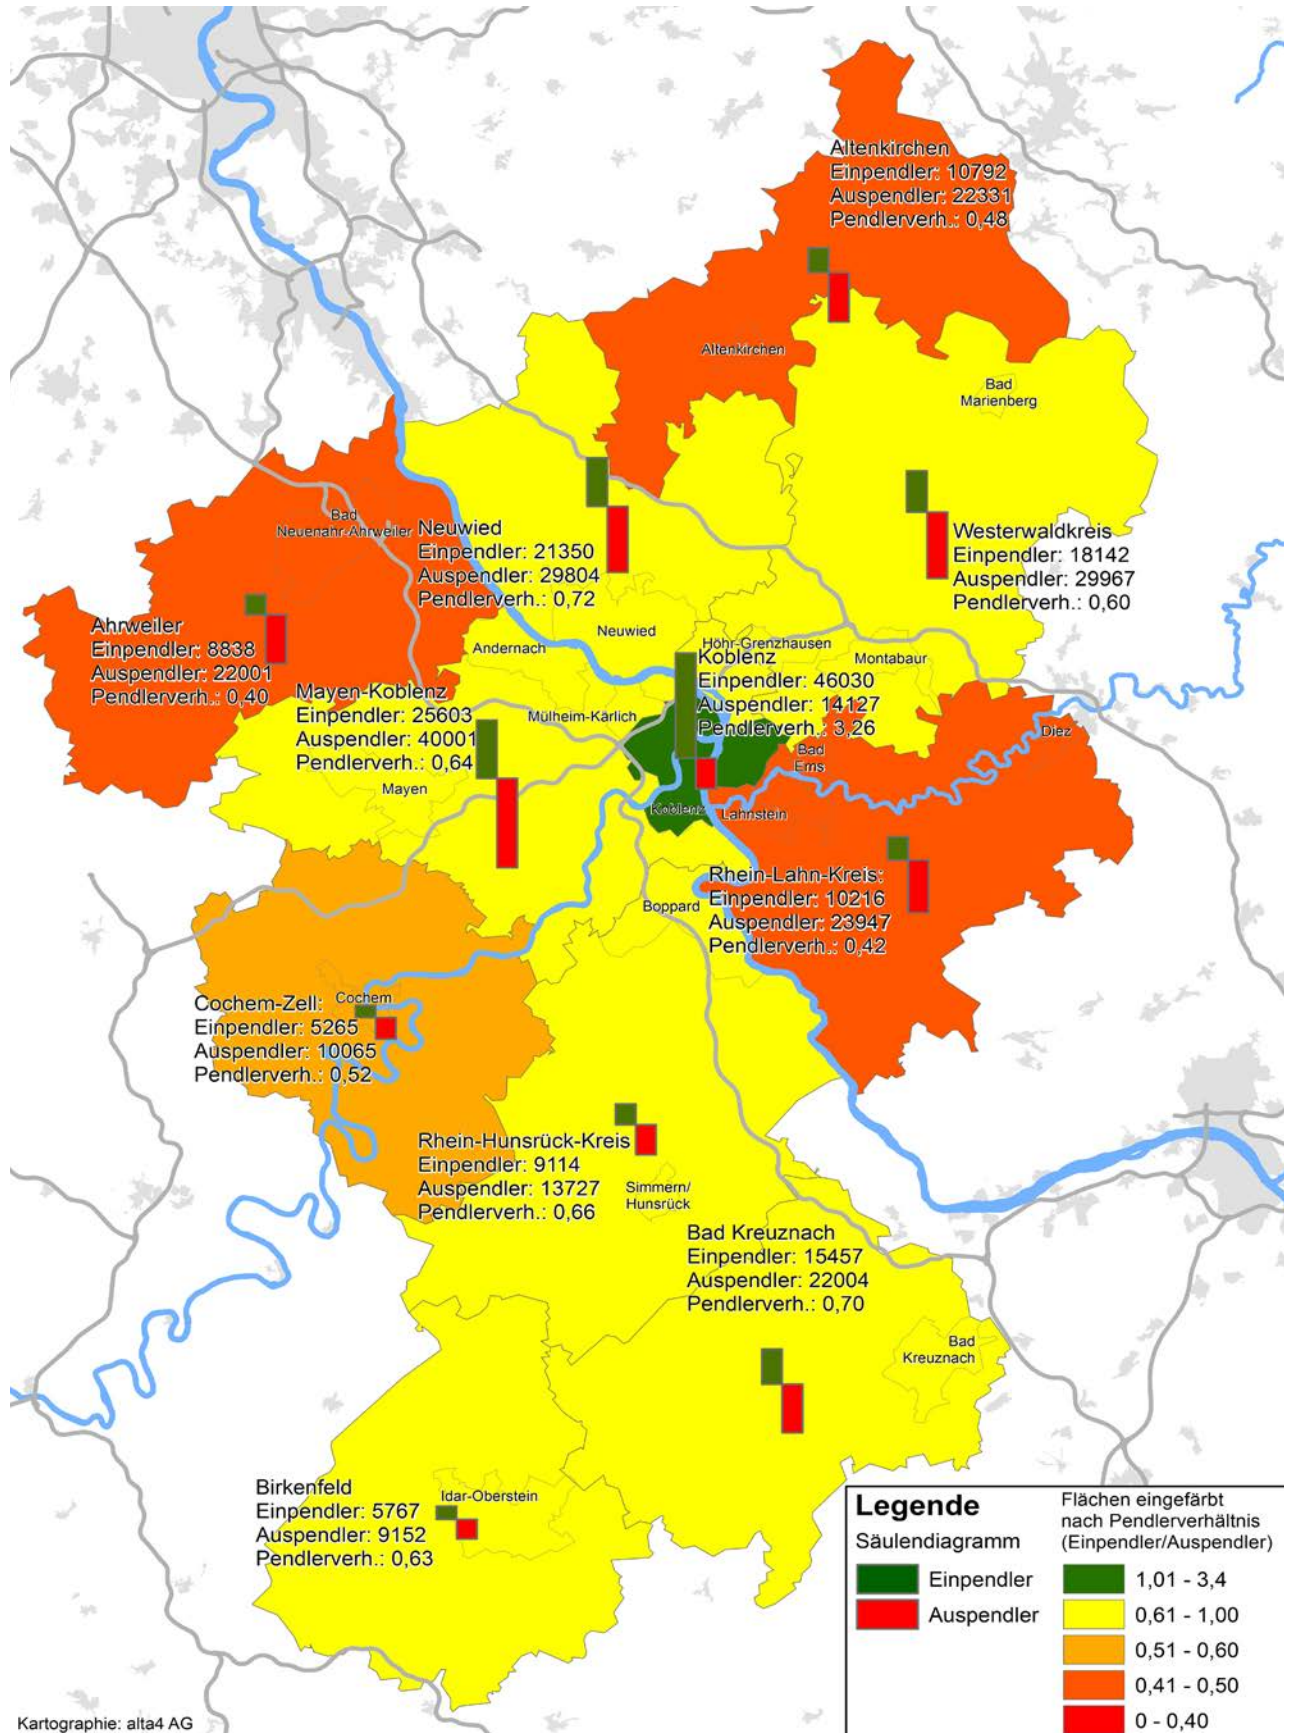 Altenkirchen
Einpendler: 10792
Auspendler: 22331
Pendlerverh.: 0,48
Altenkirchen
Bad
Marienberg
Bad
Neuenahr-Ahrweiler
Neuwied
Einpendler: 21350
Auspendler: 29804
Pendlerverh.: 0,72
Westerwaldkreis
Einpendler: 18142
Auspendler: 29967
Pendlerverh.: 0,60
Ahrweiler
Einpendler: 8838
Auspendler: 22001
Pendlerverh.: 0,40
Neuwied
Andernach
Höhr-Grenzhausen
Montabaur
Koblenz
Einpendler: 46030
Auspendler: 14127
Pendlerverh.: 3,26
Mayen-Koblenz
Einpendler: 25603
Auspendler: 40001
Pendlerverh.: 0,64
Mülheim-Kärlich
Mayen
Diez
Bad
Ems
Koblenz
Lahnstein
Rhein-Lahn-Kreis:
Einpendler: 10216
Auspendler: 23947
Pendlerverh.: 0,42
Boppard
Cochem
Cochem-Zell:
Einpendler: 5265
Auspendler: 10065
Pendlerverh.: 0,52
Rhein-Hunsrück-Kreis
Einpendler: 9114
Auspendler: 13727
Pendlerverh.: 0,66
Simmern/
Hunsrück
Bad Kreuznach
Einpendler: 15457
Auspendler: 22004
Pendlerverh.: 0,70
Bad
Kreuznach
Birkenfeld
Einpendler: 5767
Auspendler: 9152
Pendlerverh.: 0,63
Idar-Oberstein
Legende
Säulendiagramm
Einpendler
Auspendler
Flächen eingefärbt
nach Pendlerverhältnis
(Einpendler/Auspendler)
1,01 - 3,4
0,61 - 1,00
0,51 - 0,60
0,41 - 0,50
0 - 0,40
Kartographie: alta4 AG